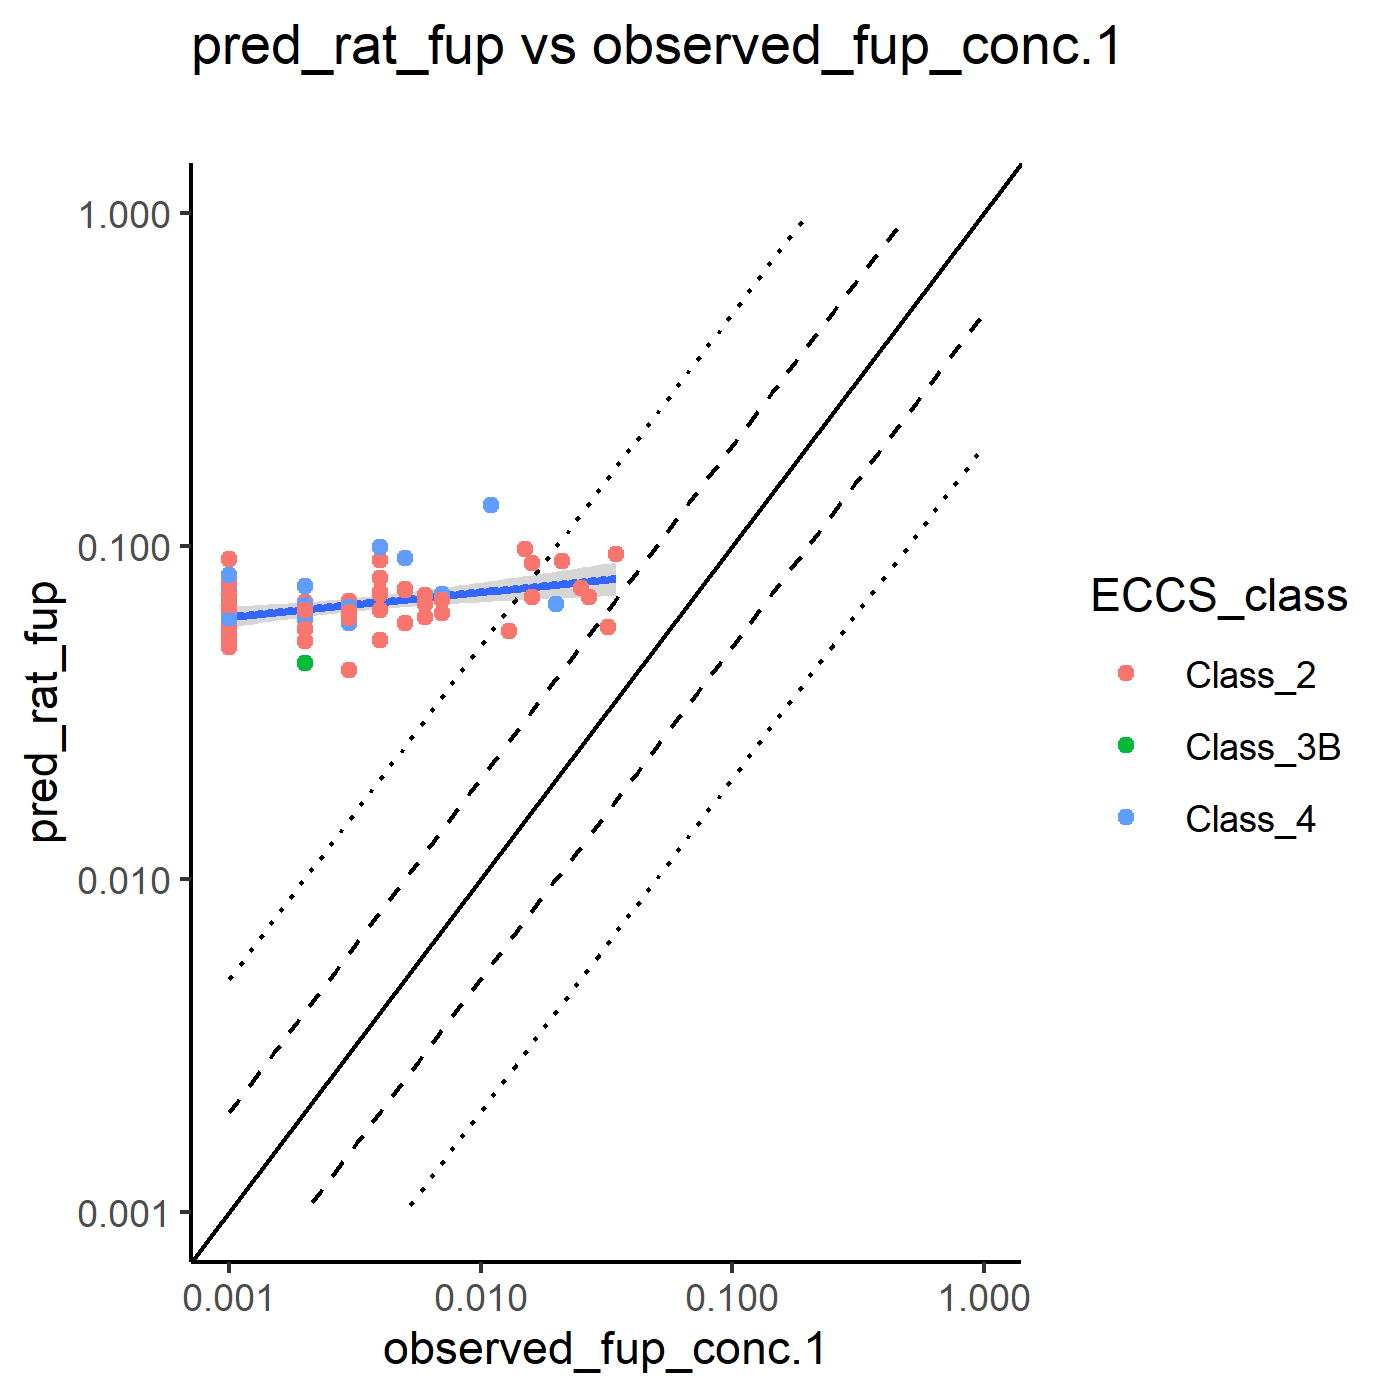 pred_rat_fup vs observed_fup_conc.1
1.000
0.100
0.010
0.001
pred_rat_fup
0.001
0.010
0.100
1.000
observed_fup_conc.1
ECCS_class
Class_2
Class_3B
Class_4